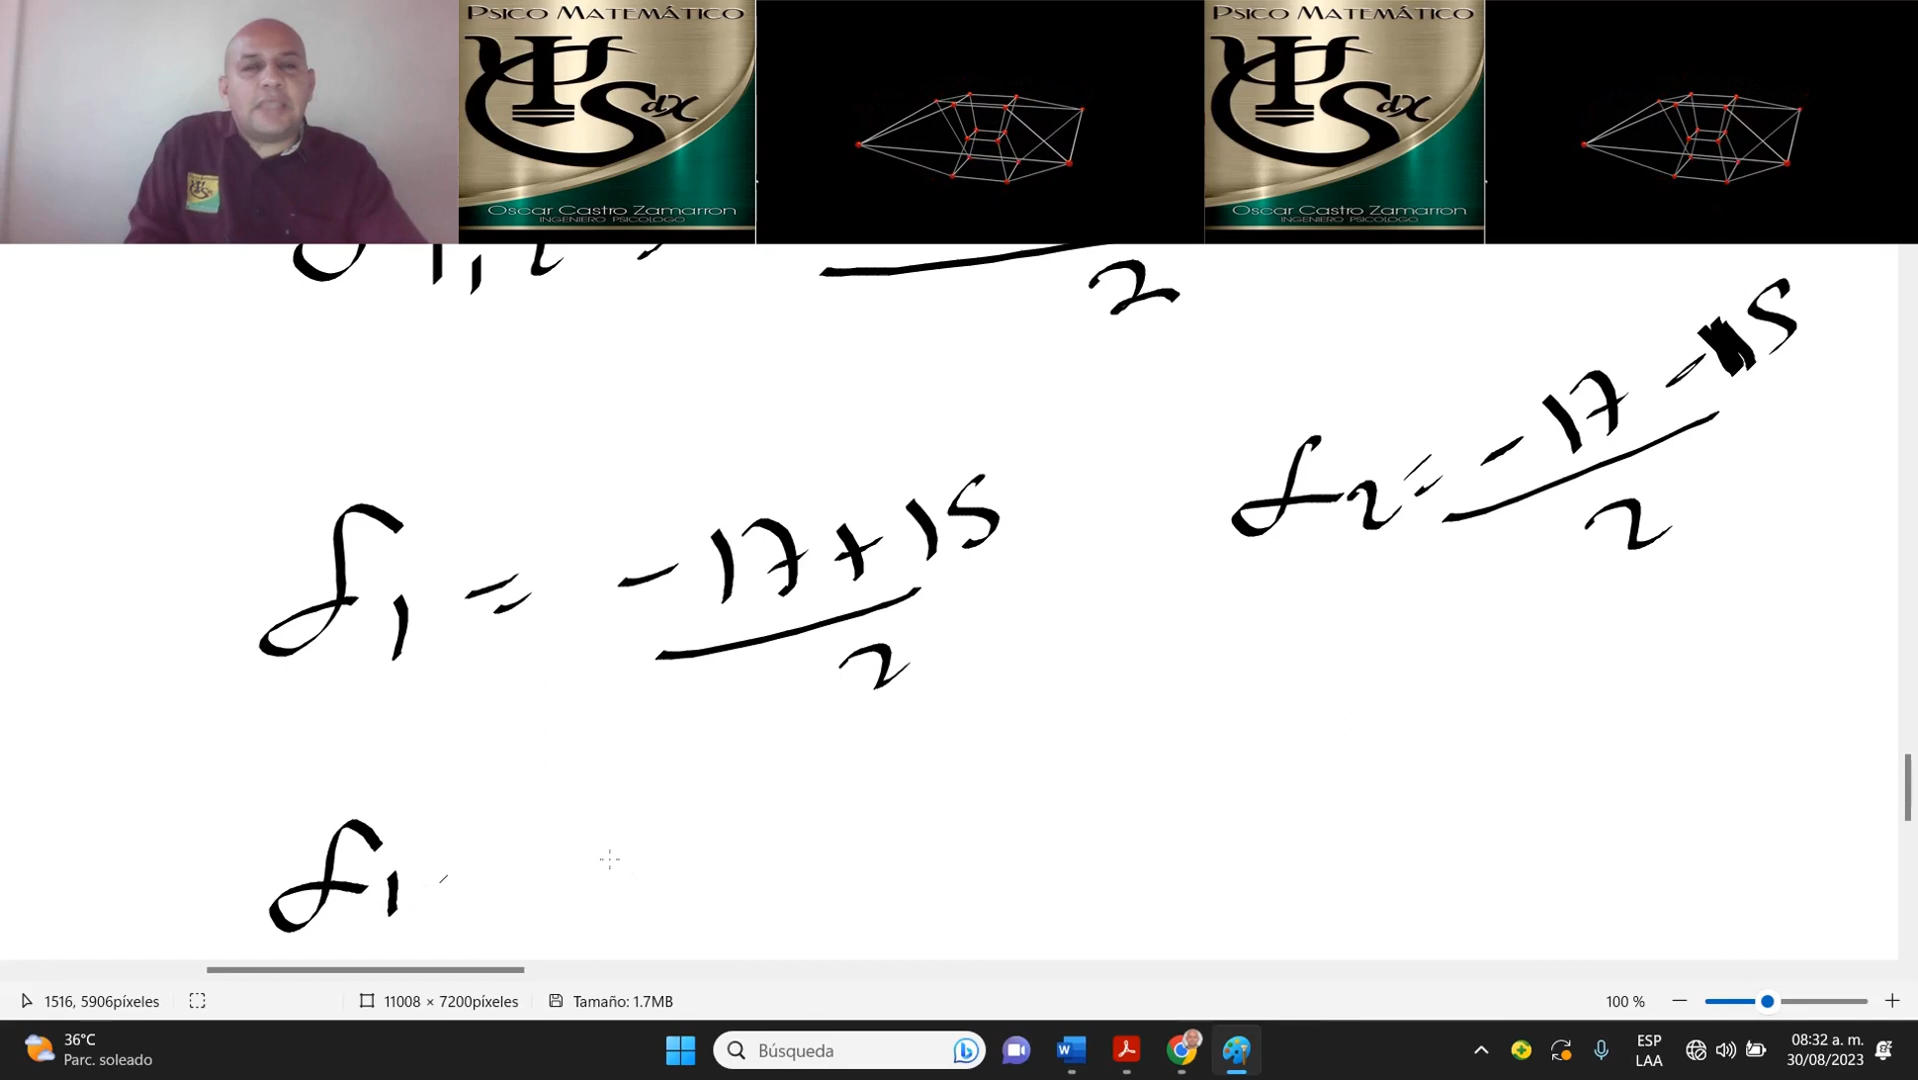 PSICO MATEMÁTICO
dx
OSCAR CASTRO ZAMARRON
INGENIERO PSICOLOGO
PSICO MATEMÁTICO
dx
OSCAR CASTRO ZAMARRON
INGENIERO PSICOLOGO
2
f1 = -17+15
2
f2 = -17-15
2
f1
1516, 5906píxeles
11008 × 7200píxeles
Tamaño: 1.7MB
100 %
36°C
Parc. soleado
Búsqueda
ESP
LAA
08:32 a. m.
30/08/2023